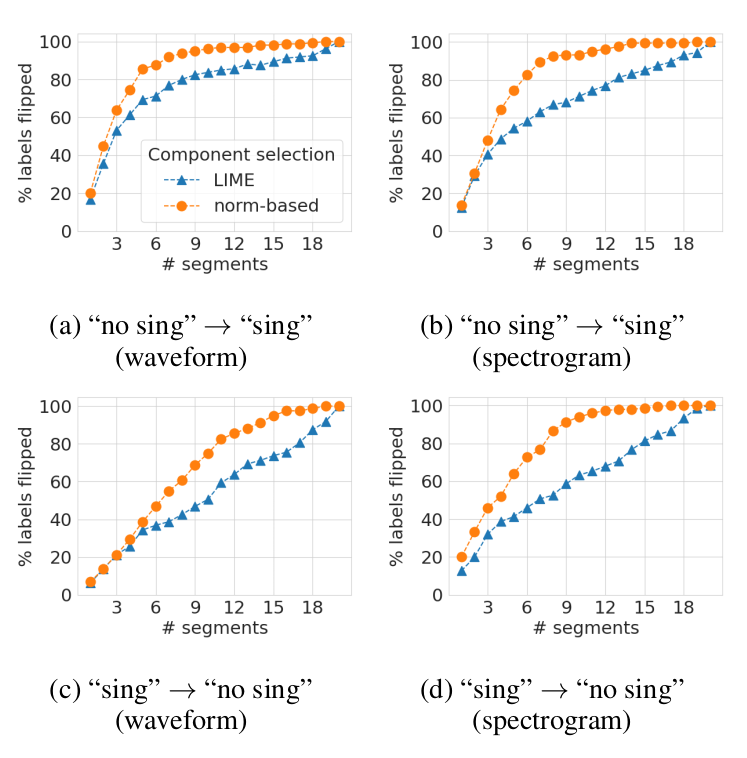 100
80
60
40
20
0
% labels flipped
Component selection
LIME
norm-based
3 6 9 12 15 18
# segments
(a) “no sing” → “sing”
(waveform)
100
80
60
40
20
0
% labels flipped
3 6 9 12 15 18
# segments
(b) “no sing” → “sing”
(spectrogram)
100
80
60
40
20
0
% labels flipped
3 6 9 12 15 18
# segments
(c) “sing” → “no sing”
(waveform)
100
80
60
40
20
0
% labels flipped
3 6 9 12 15 18
# segments
(d) “sing” → “no sing”
(spectrogram)